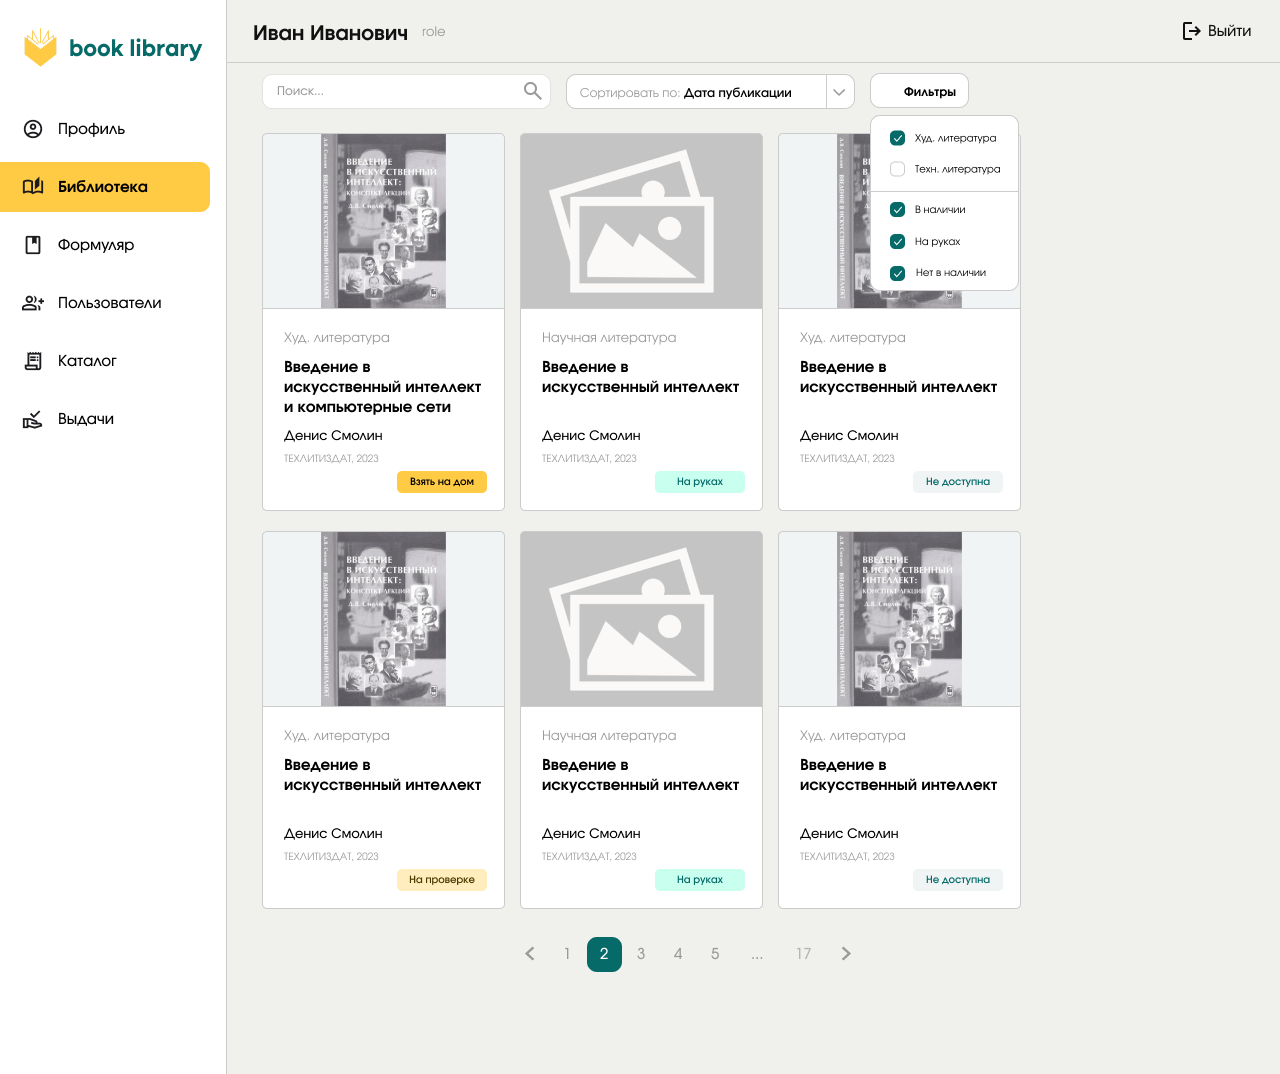 book library
Иван Иванович
role
Выйти
Профиль
Библиотека
Формуляр
Пользователи
Каталог
Выдачи
Поиск...
Сортировать по: Дата публикации
Фильтры
Худ. литература
Техн. литература
В наличии
На руках
Нет в наличии
ВВЕДЕНИЕ
В ИСКУССТВЕННЫЙ
ИНТЕЛЛЕКТ:
КОНСПЕКТ ЛЕКЦИЙ
Д.В. Смолин
Худ. литература
Введение в
искусственный интеллект
и компьютерные сети
Денис Смолин
ТЕХЛИТИЗДАТ, 2023
Взять на дом
Научная литература
Введение в
искусственный интеллект
Денис Смолин
ТЕХЛИТИЗДАТ, 2023
На руках
Худ. литература
Введение в
искусственный интеллект
Денис Смолин
ТЕХЛИТИЗДАТ, 2023
Не доступна
ВВЕДЕНИЕ
В ИСКУССТВЕННЫЙ
ИНТЕЛЛЕКТ:
КОНСПЕКТ ЛЕКЦИЙ
Д.В. Смолин
Худ. литература
Введение в
искусственный интеллект
Денис Смолин
ТЕХЛИТИЗДАТ, 2023
На проверке
Научная литература
Введение в
искусственный интеллект
Денис Смолин
ТЕХЛИТИЗДАТ, 2023
На руках
ВВЕДЕНИЕ
В ИСКУССТВЕННЫЙ
ИНТЕЛЛЕКТ:
КОНСПЕКТ ЛЕКЦИЙ
Д.В. Смолин
Худ. литература
Введение в
искусственный интеллект
Денис Смолин
ТЕХЛИТИЗДАТ, 2023
Не доступна
1 2 3 4 5 ... 17